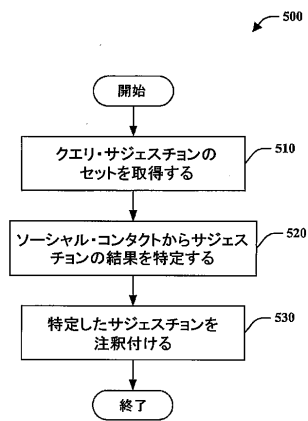 500
開始
クエリ・サジェスチョンの
セットを取得する
510
ソーシャル・コンタクトからサジェス
チョンの結果を特定する
520
特定したサジェスチョンを
注釈付ける
530
終了